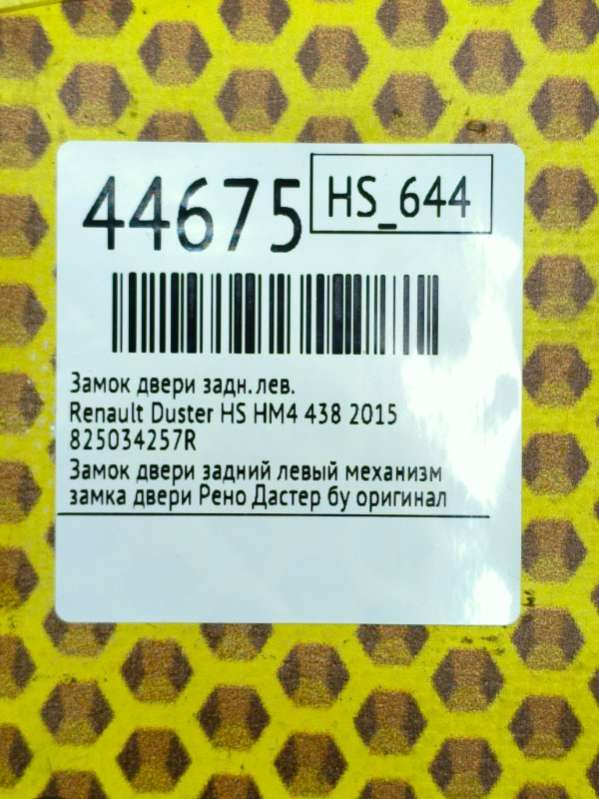 44675
HS_644
Замок двери задн. лев.
Renault Duster HS HM4 438 2015
825034257R
Замок двери задний левый механизм
замка двери Рено Дастер бу оригинал